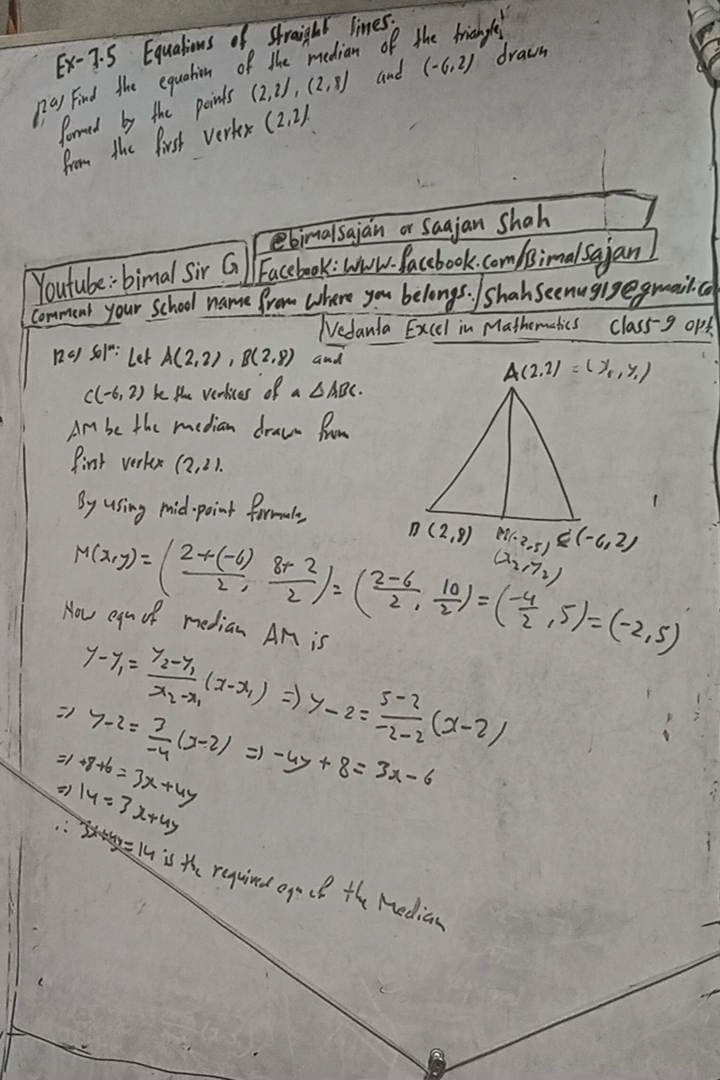 Ex-7.5 Equations of straight lines.
12a) Find the equation of the median of the triangle
formed by the points (2,2), (2,8) and (-6,2) drawn
from the first vertex (2,2).
@bimalsajan or Saajan Shah
Youtube:- bimal Sir G
Facebook: www.facebook.com/Bimalsajan
Comment your School name from where you belongs. / Shahseenu919@gmail.co
Vedanta Excel in Mathematics Class-9 opt
12a) Solⁿ: Let A(2,2), B(2,8) and
C(-6,2) be the vertices of a △ABC.
AM be the median drawn from
first vertex (2,2).
By using mid-point formula,
A(2,2) = (x₁,y₁)
B(2,8) M(-2,5) C(-6,2)
(x₂,y₂)
M(x,y) = (2+(-6)/2, 8+2/2) = (2-6/2, 10/2) = (-4/2, 5) = (-2,5)
Now eqn of median AM is
y-y₁ = y₂-y₁/x₂-x₁ (x-x₁) ⇒ y-2 = 5-2/-2-2 (x-2)
⇒ y-2 = 3/-4 (x-2) ⇒ -4y+8 = 3x-6
⇒ +8+6 = 3x+4y
⇒ 14 = 3x+4y
∴ 3x+4y=14 is the required eqn of the Median